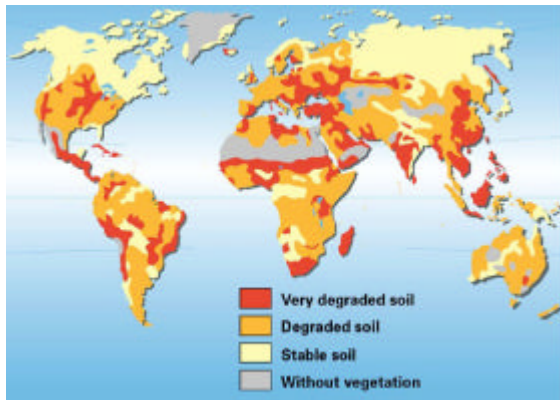 Very degraded soil
Degraded soil
Stable soil
Without vegetation